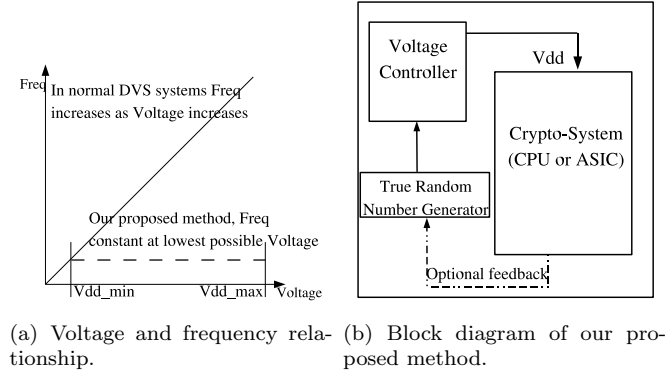 Freq
In normal DVS systems Freq
increases as Voltage increases
Our proposed method, Freq
constant at lowest possible Voltage
Vdd_min
Vdd_max
Voltage
Voltage
Controller
Vdd
Crypto-System
(CPU or ASIC)
True Random
Number Generator
Optional feedback
(a) Voltage and frequency rela-
tionship.
(b) Block diagram of our pro-
posed method.